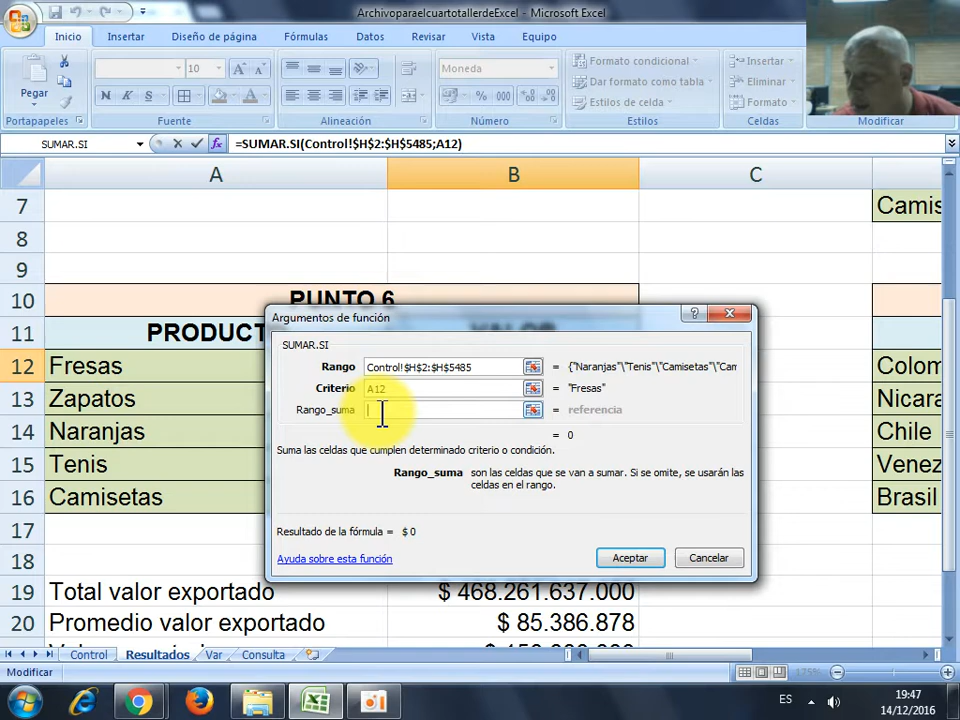 ArchivoparaelcuartotallerdeExcel - Microsoft Excel
Inicio Insertar Diseño de página Fórmulas Datos Revisar Vista Equipo
10 Moneda Formato condicional Insertar
Pegar Dar formato como tabla Eliminar
N K S % 000 Estilos de celda Formato
Portapapeles Fuente Alineación Número Estilos Celdas Modificar
SUMAR.SI =SUMAR.SI(Control!$H$2:$H$5485;A12)
A B C
7 Camis
8
9
10 PUNTO 6
11 PRODUCT VALOR
12 Fresas Colom
13 Zapatos Nicara
14 Naranjas Chile
15 Tenis Venez
16 Camisetas Brasil
17
18
19 Total valor exportado $ 468.261.637.000
20 Promedio valor exportado $ 85.386.878
Argumentos de función
SUMAR.SI
Rango Control!$H$2:$H$5485 = {"Naranjas"\"Tenis"\"Camisetas"\"Cam
Criterio A12 = "Fresas"
Rango_suma = referencia
= 0
Suma las celdas que cumplen determinado criterio o condición.
Rango_suma son las celdas que se van a sumar. Si se omite, se usarán las
celdas en el rango.
Resultado de la fórmula = $ 0
Ayuda sobre esta función Aceptar Cancelar
Control Resultados Var Consulta
Modificar 175%
ES 19:47
14/12/2016